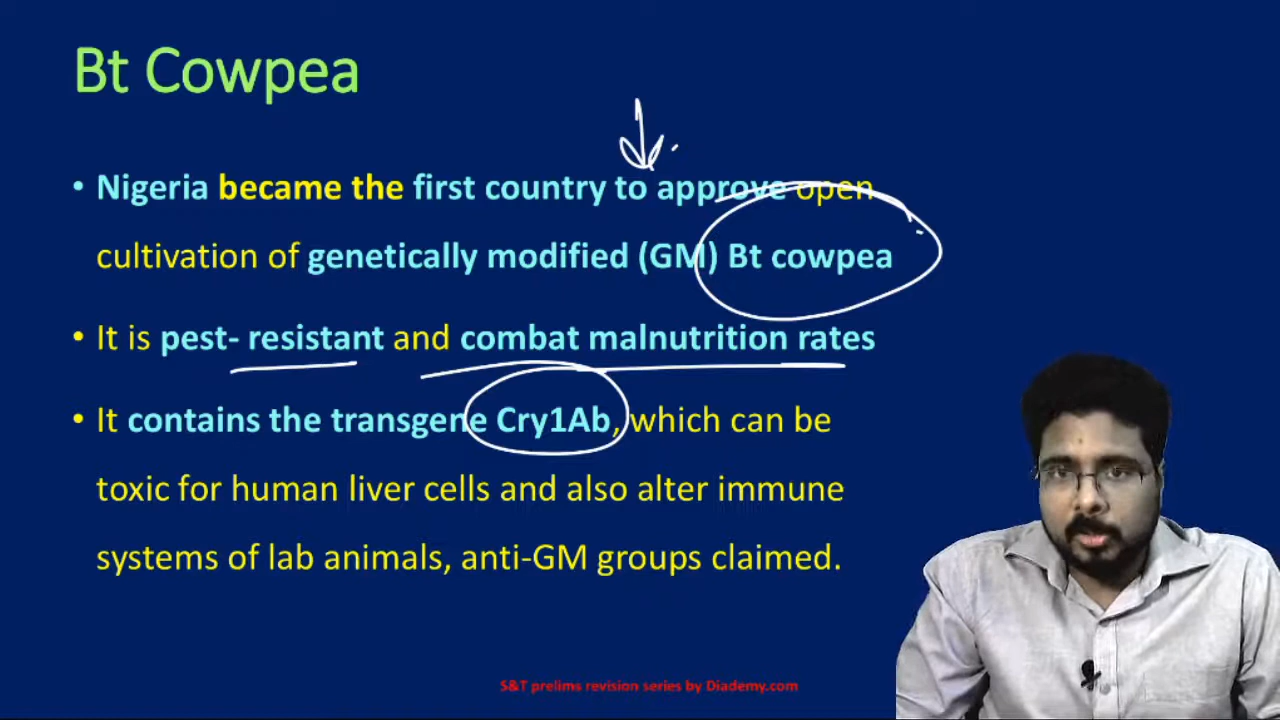 Bt Cowpea
• Nigeria became the first country to approve open
cultivation of genetically modified (GM) Bt cowpea
• It is pest- resistant and combat malnutrition rates
• It contains the transgene Cry1Ab, which can be
toxic for human liver cells and also alter immune
systems of lab animals, anti-GM groups claimed.
S&T prelims revision series by Diademy.com